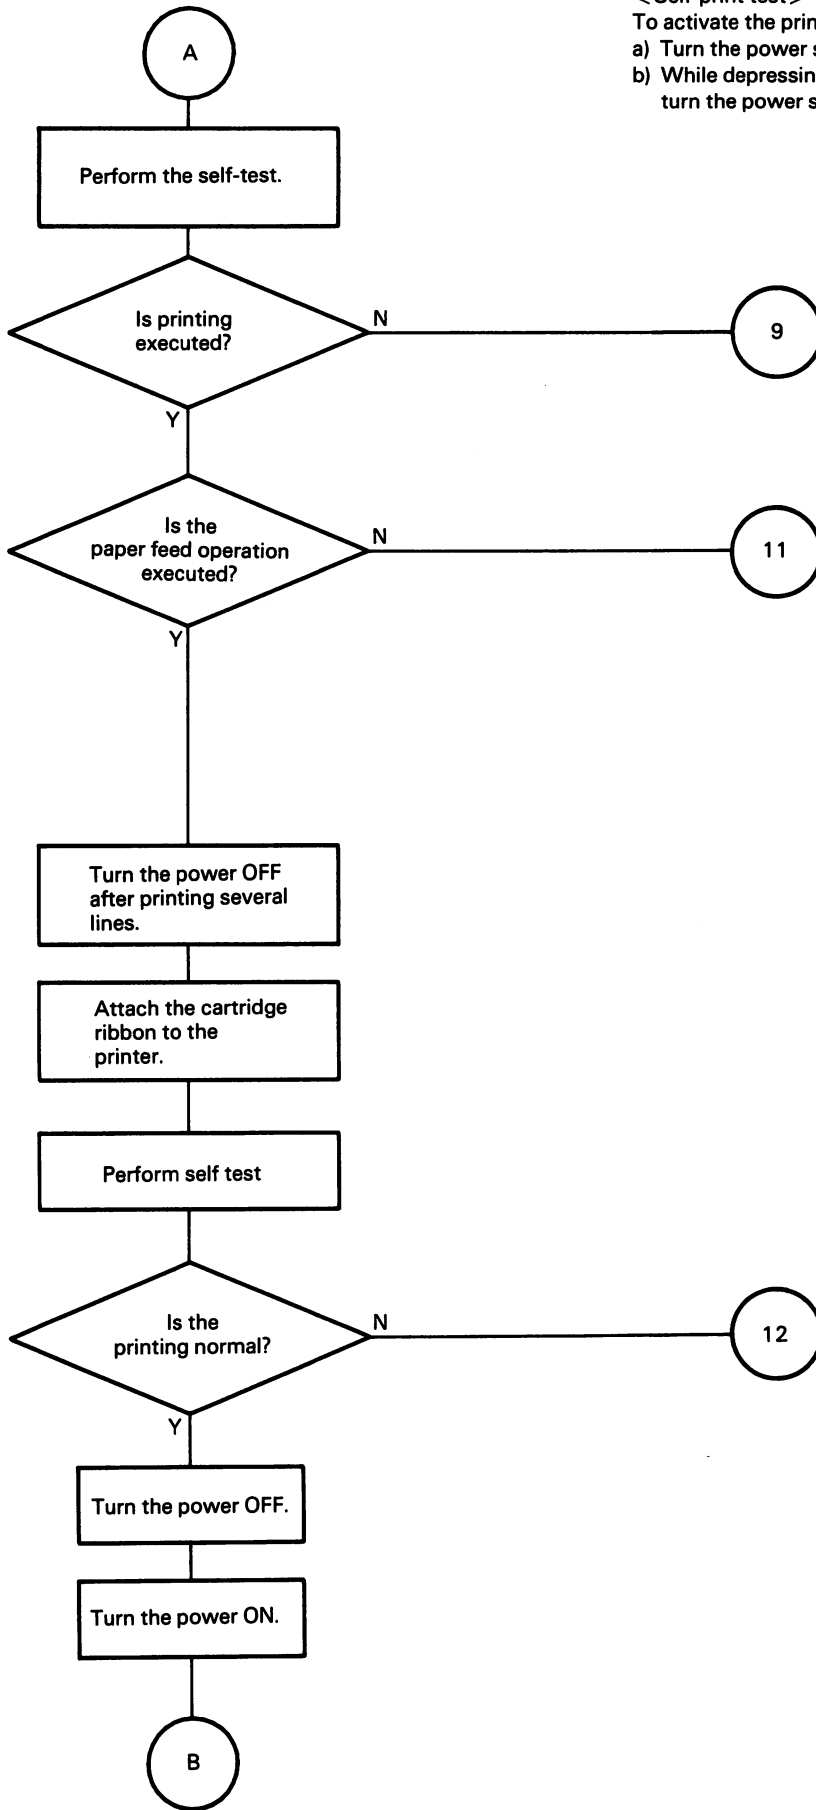 <Self-print test>
To activate the prin
a) Turn the power s
b) While depressin
turn the power s
A
Perform the self-test.
Is printing
executed?
N
9
Y
Is the
paper feed operation
executed?
N
11
Y
Turn the power OFF
after printing several
lines.
Attach the cartridge
ribbon to the
printer.
Perform self test
Is the
printing normal?
N
12
Y
Turn the power OFF.
Turn the power ON.
B